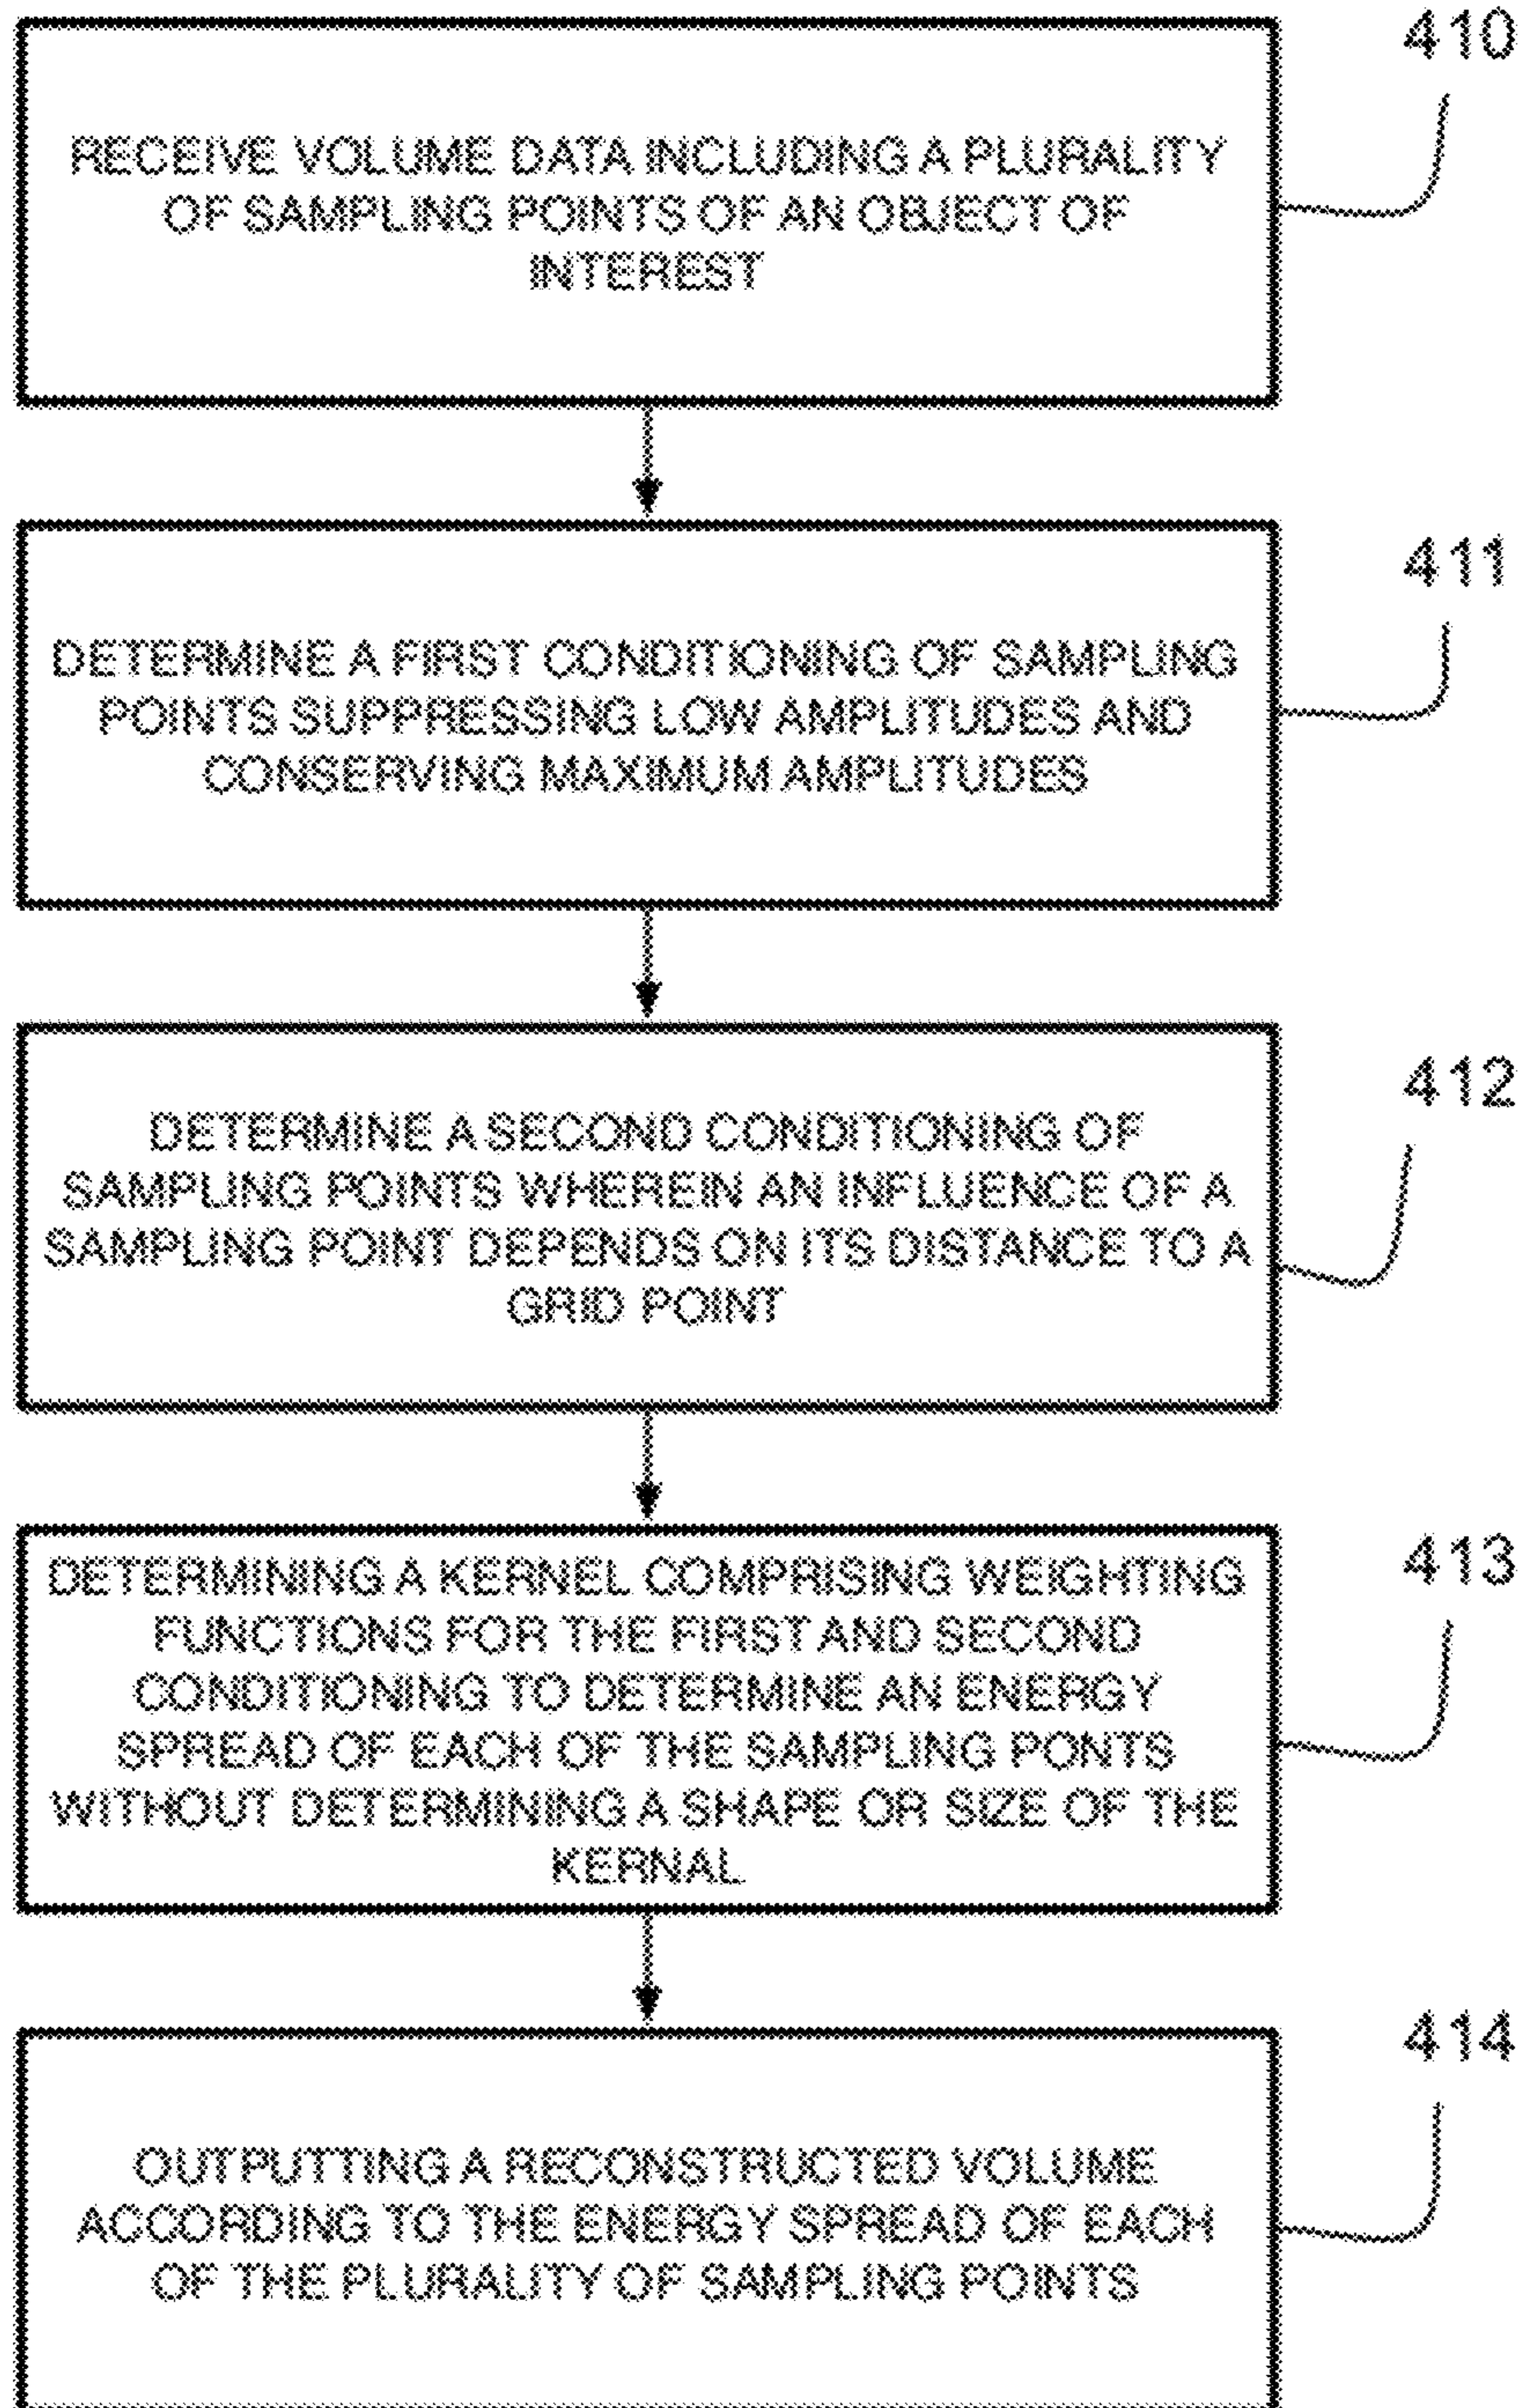 410
RECEIVE VOLUME DATA INCLUDING A PLURALITY
OF SAMPLING POINTS OF AN OBJECT OF
INTEREST
411
DETERMINE A FIRST CONDITIONING OF SAMPLING
POINTS SUPPRESSING LOW AMPLITUDES AND
CONSERVING MAXIMUM AMPLITUDES
412
DETERMINE A SECOND CONDITIONING OF
SAMPLING POINTS WHEREIN AN INFLUENCE OF A
SAMPLING POINT DEPENDS ON ITS DISTANCE TO A
GRID POINT
413
DETERMINING A KERNEL COMPRISING WEIGHTING
FUNCTIONS FOR THE FIRST AND SECOND
CONDITIONING TO DETERMINE AN ENERGY
SPREAD OF EACH OF THE SAMPLING PONTS
WITHOUT DETERMINING A SHAPE OR SIZE OF THE
KERNAL
414
OUTPUTTING A RECONSTRUCTED VOLUME
ACCORDING TO THE ENERGY SPREAD OF EACH
OF THE PLURALITY OF SAMPLING POINTS